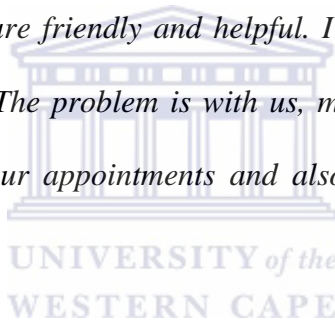 are friendly and helpful. I
The problem is with us, m
ur appointments and also
UNIVERSITY of the
WESTERN CAPE